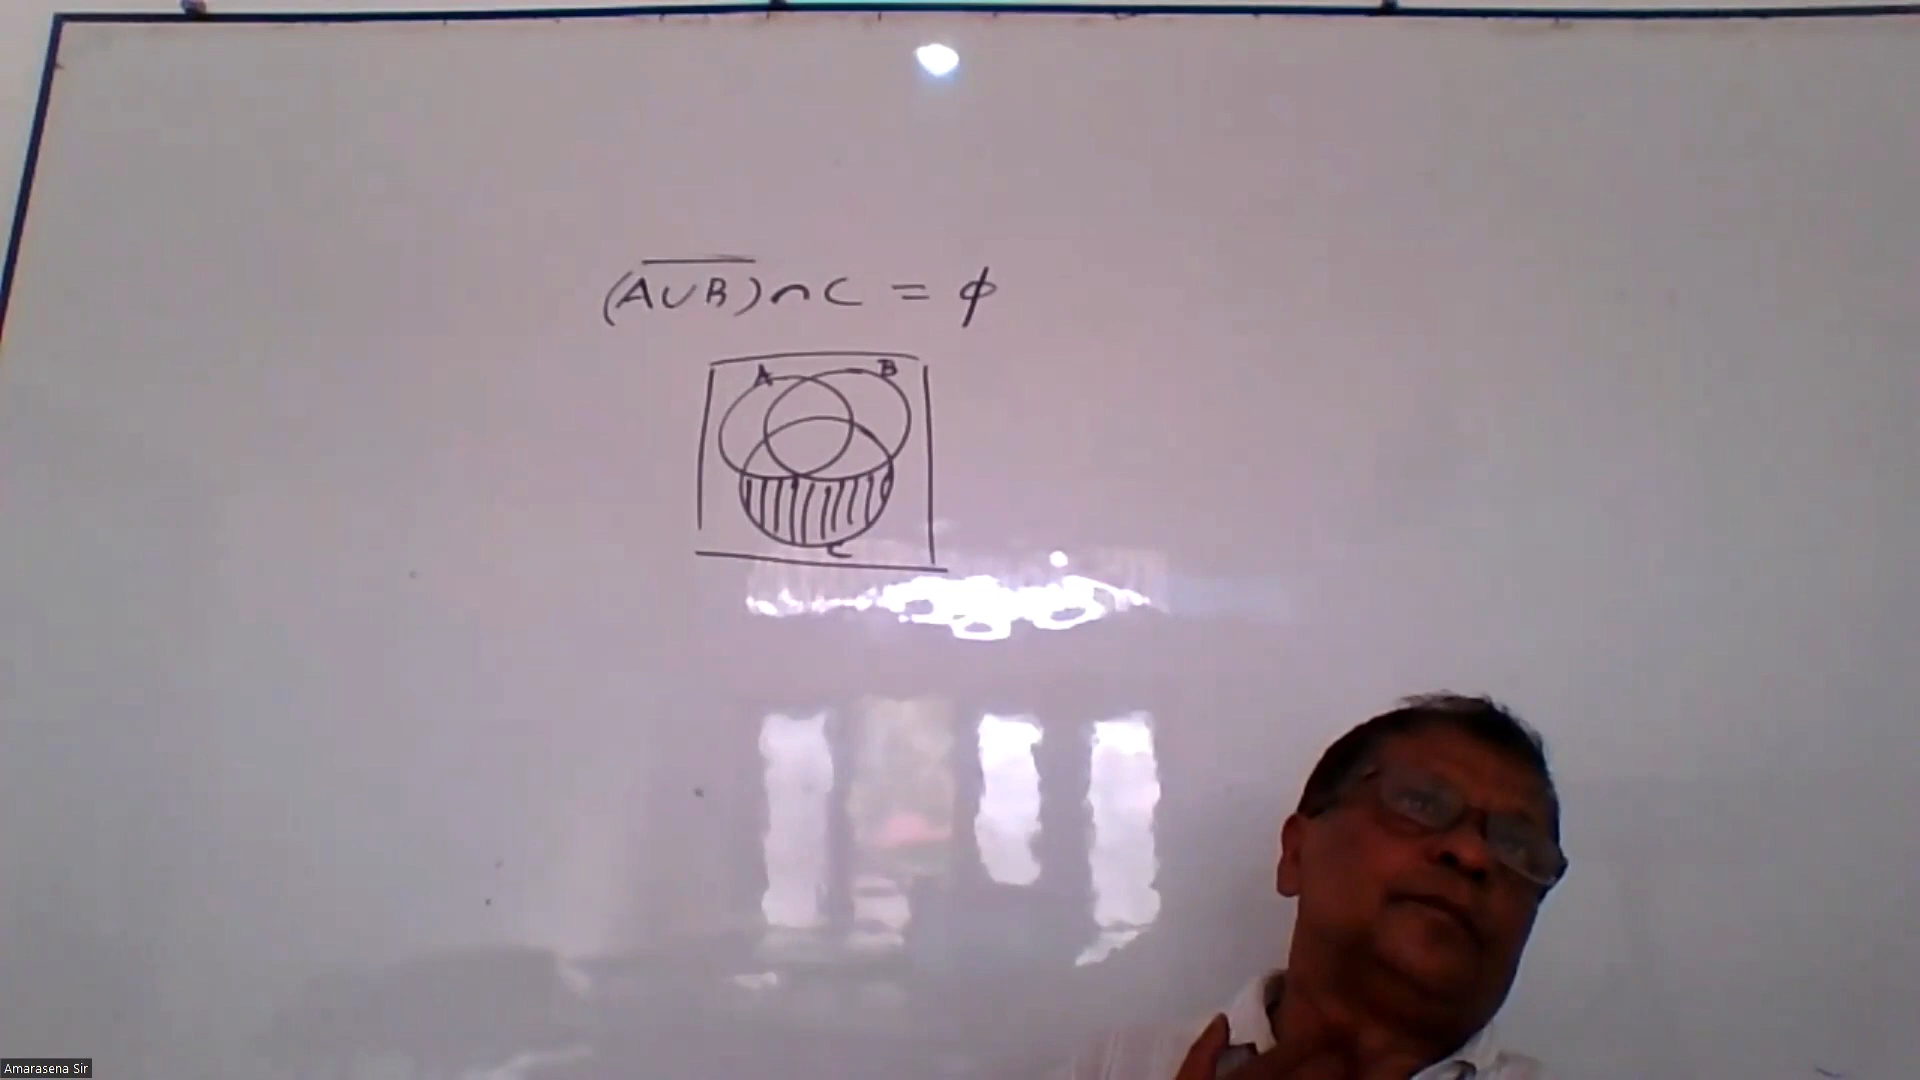 (A∪B)̅∩C = ϕ
A B
C
Amarasena Sir